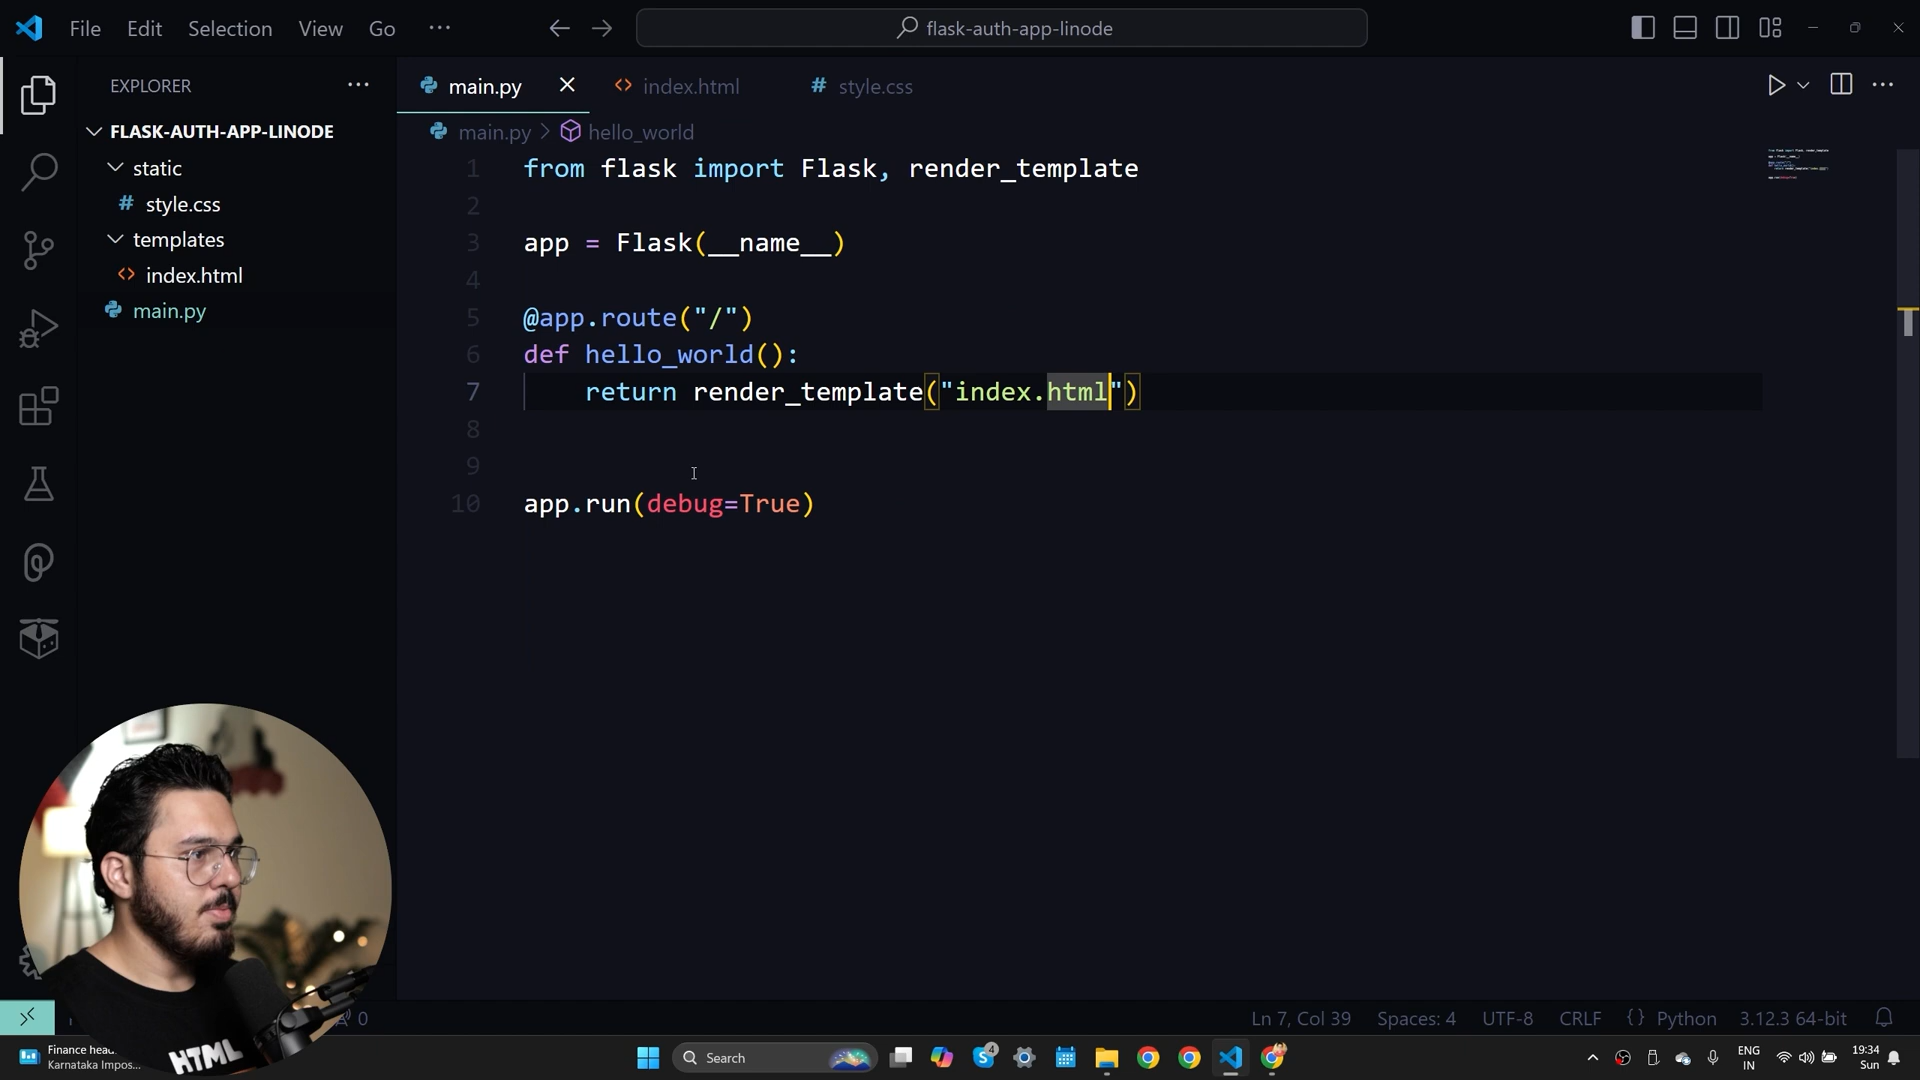 File Edit Selection View Go ···
flask-auth-app-linode
EXPLORER ···
main.py
index.html
# style.css
FLASK-AUTH-APP-LINODE
static
# style.css
templates
<> index.html
main.py
main.py > hello_world
1 from flask import Flask, render_template
2
3 app = Flask(__name__)
4
5 @app.route("/")
6 def hello_world():
7 return render_template("index.html")
8
9
10 app.run(debug=True)
HTML
0
Ln 7, Col 39
Spaces: 4
UTF-8
CRLF
{} Python
3.12.3 64-bit
Finance head...
Karnataka Impos...
Search
4
ENG
IN
19:34
Sun